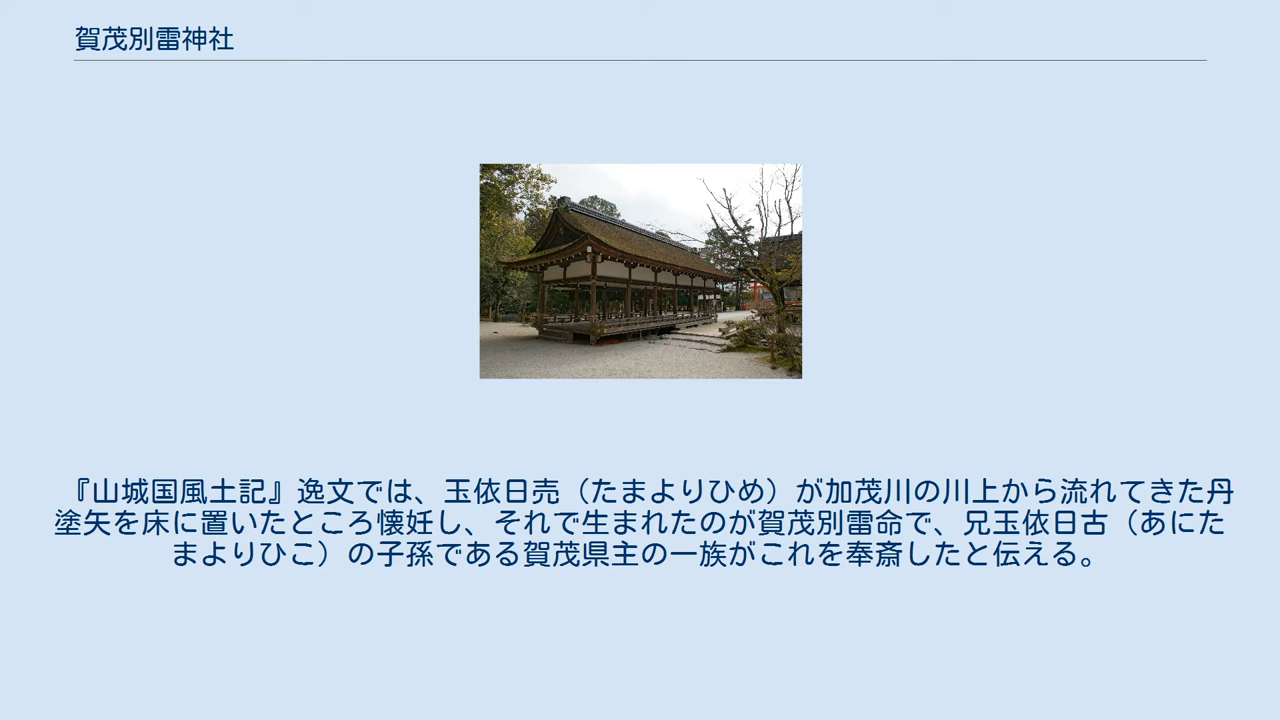 賀茂別雷神社
『山城国風土記』逸文では、玉依日売（たまよりひめ）が加茂川の川上から流れてきた丹
塗矢を床に置いたところ懐妊し、それで生まれたのが賀茂別雷命で、兄玉依日古（あにた
まよりひこ）の子孫である賀茂県主の一族がこれを奉斎したと伝える。